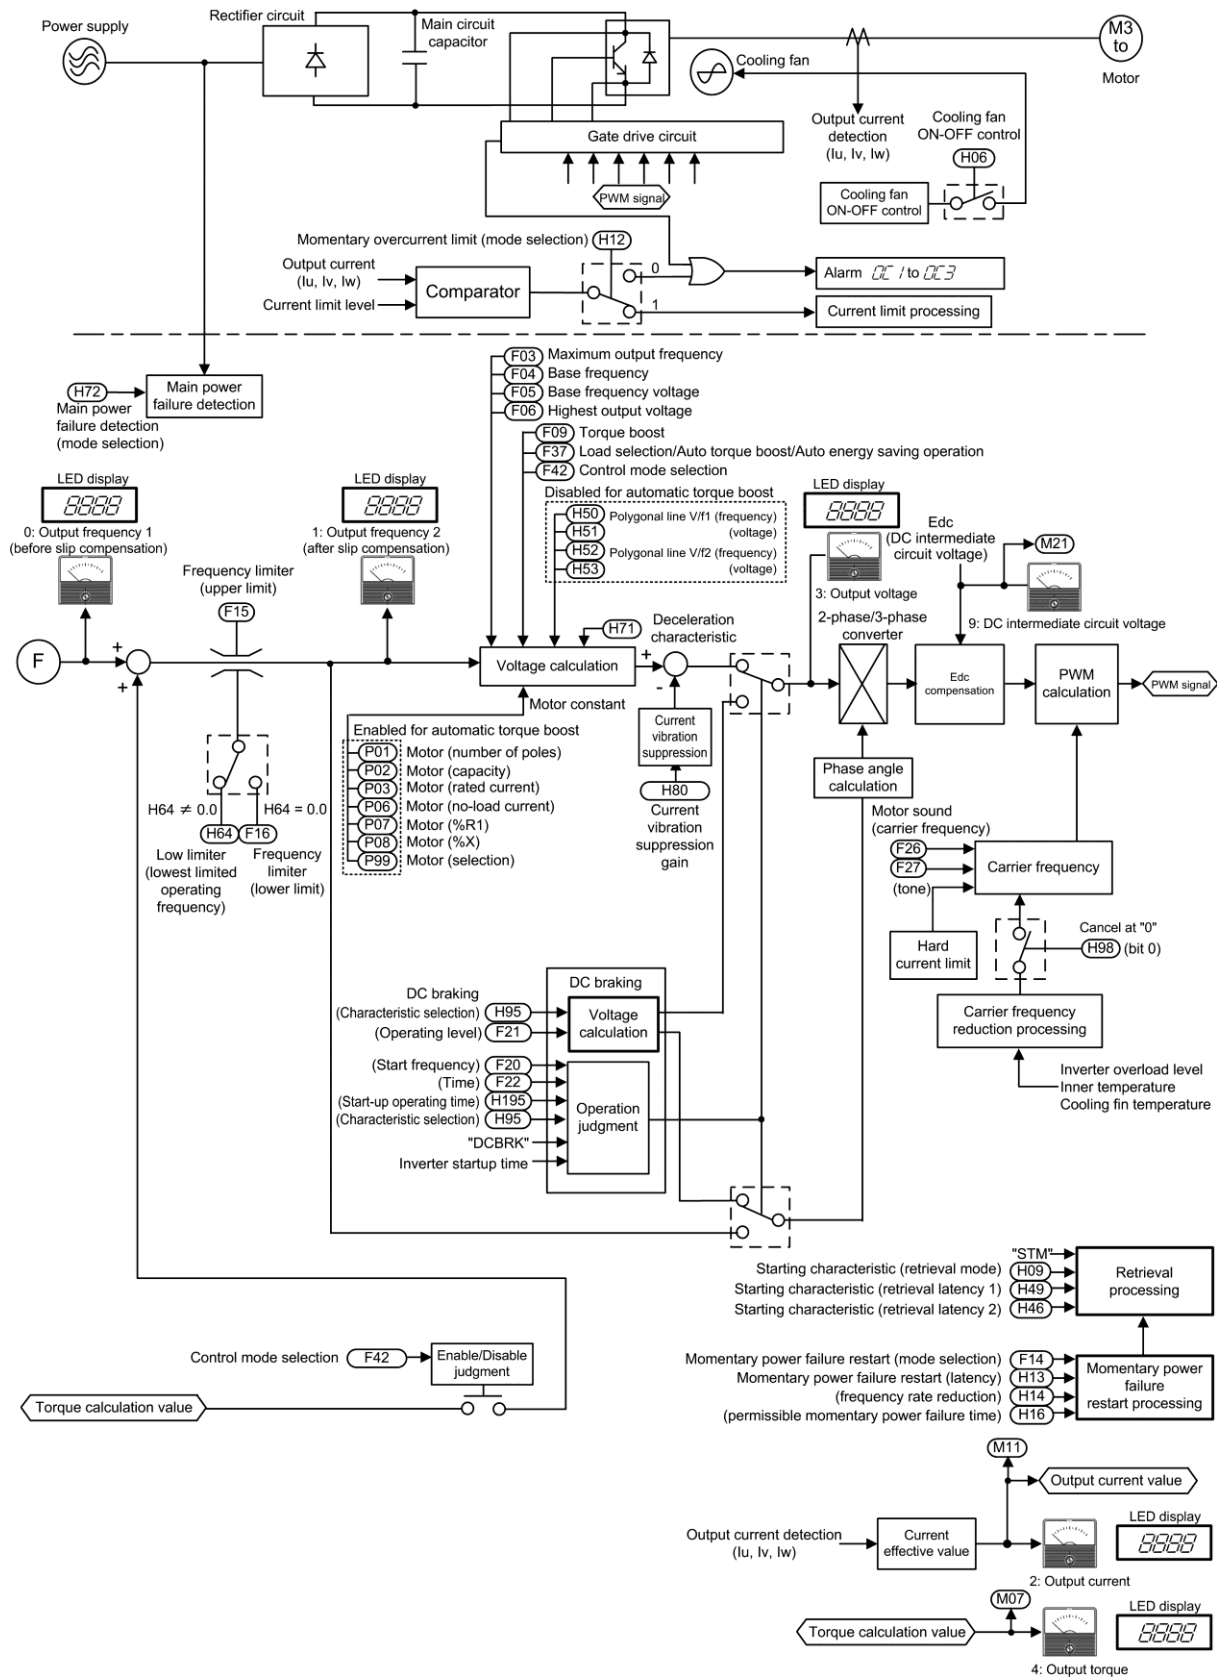 Power supply
Rectifier circuit
Main circuit
capacitor
M3
to
Motor
Cooling fan
Gate drive circuit
PWM signal
Output current
detection
(Iu, Iv, Iw)
Cooling fan
ON-OFF control
H06
Cooling fan
ON-OFF control
Momentary overcurrent limit (mode selection)
H12
Output current
(Iu, Iv, Iw)
Current limit level
Comparator
0
1
Alarm OC1 to OC3
Current limit processing
H72
Main power
failure detection
(mode selection)
Main power
failure detection
F03 Maximum output frequency
F04 Base frequency
F05 Base frequency voltage
F06 Highest output voltage
F09 Torque boost
F37 Load selection/Auto torque boost/Auto energy saving operation
F42 Control mode selection
Disabled for automatic torque boost
H50 Polygonal line V/f1 (frequency)
H51 (voltage)
H52 Polygonal line V/f2 (frequency)
H53 (voltage)
LED display
8888
0: Output frequency 1
(before slip compensation)
LED display
8888
1: Output frequency 2
(after slip compensation)
LED display
8888
3: Output voltage
Edc
(DC intermediate
circuit voltage)
M21
9: DC intermediate circuit voltage
Frequency limiter
(upper limit)
F15
F
+
+
H71
Deceleration
characteristic
Voltage calculation
+
-
Motor constant
2-phase/3-phase
converter
Edc
compensation
PWM
calculation
PWM signal
Current
vibration
suppression
H80
Current
vibration
suppression
gain
Enabled for automatic torque boost
P01 Motor (number of poles)
P02 Motor (capacity)
P03 Motor (rated current)
P06 Motor (no-load current)
P07 Motor (%R1)
P08 Motor (%X)
P99 Motor (selection)
H64 ≠ 0.0
H64 = 0.0
H64
F16
Low limiter
(lowest limited
operating
frequency)
Frequency
limiter
(lower limit)
Phase angle
calculation
Motor sound
(carrier frequency)
F26
F27
(tone)
Carrier frequency
Hard
current limit
Cancel at "0"
H98 (bit 0)
Carrier frequency
reduction processing
Inverter overload level
Inner temperature
Cooling fin temperature
DC braking
DC braking
(Characteristic selection) H95
(Operating level) F21
Voltage
calculation
(Start frequency) F20
(Time) F22
(Start-up operating time) H195
(Characteristic selection) H95
"DCBRK"
Inverter startup time
Operation
judgment
"STM"
Starting characteristic (retrieval mode) H09
Starting characteristic (retrieval latency 1) H49
Starting characteristic (retrieval latency 2) H46
Retrieval
processing
Control mode selection F42
Enable/Disable
judgment
Torque calculation value
Momentary power failure restart (mode selection) F14
Momentary power failure restart (latency) H13
(frequency rate reduction) H14
(permissible momentary power failure time) H16
Momentary power
failure
restart processing
M11
Output current value
Output current detection
(Iu, Iv, Iw)
Current
effective value
LED display
8888
2: Output current
M07
Torque calculation value
LED display
8888
4: Output torque